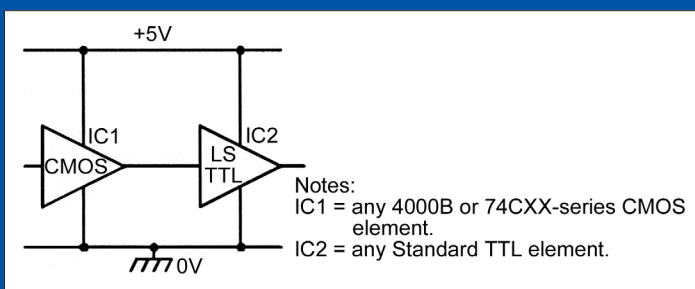 +5V
IC1
IC2
CMOS
LS
TTL
Notes:
IC1 = any 4000B or 74CXX-series CMOS
element.
IC2 = any Standard TTL element.
0V